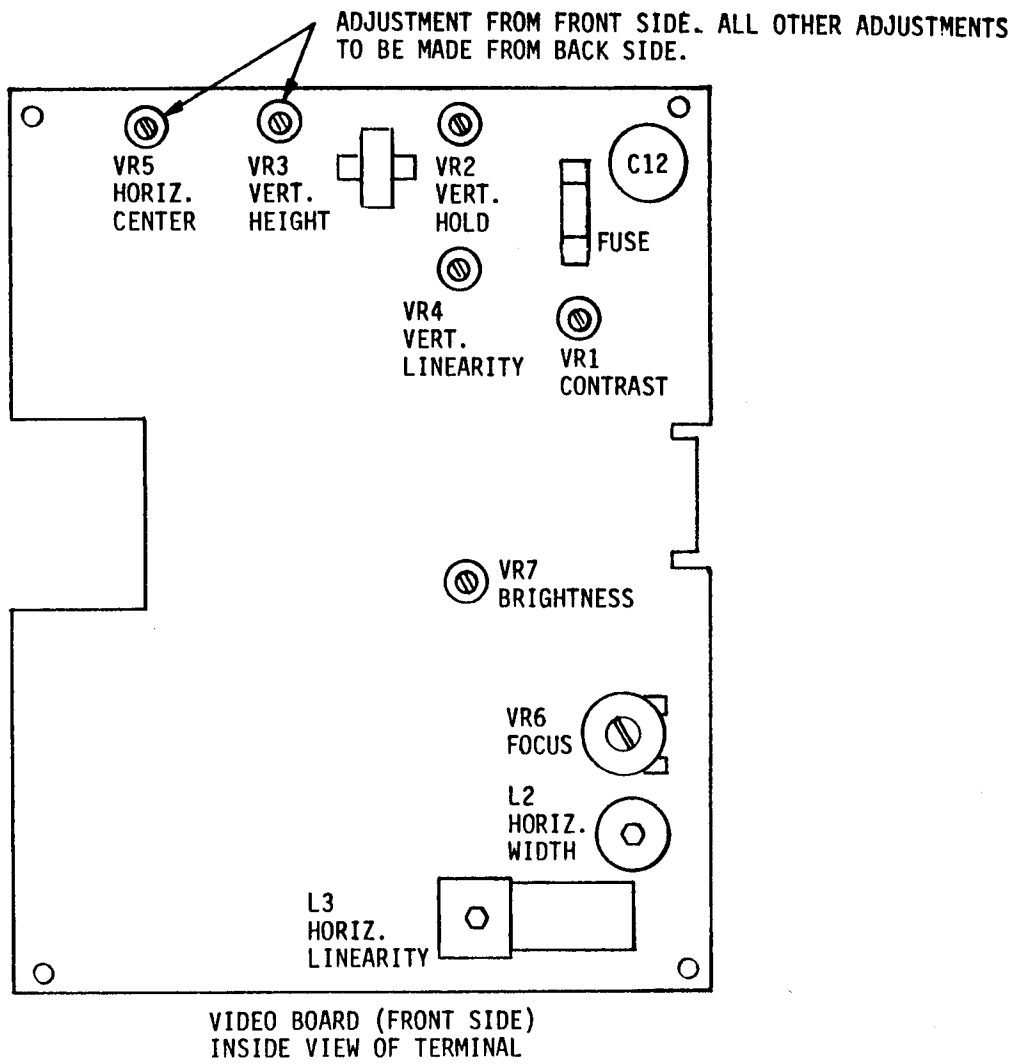 ADJUSTMENT FROM FRONT SIDE. ALL OTHER ADJUSTMENTS
TO BE MADE FROM BACK SIDE.
VR5
HORIZ.
CENTER
VR3
VERT.
HEIGHT
VR2
VERT.
HOLD
C12
FUSE
VR4
VERT.
LINEARITY
VR1
CONTRAST
VR7
BRIGHTNESS
VR6
FOCUS
L2
HORIZ.
WIDTH
L3
HORIZ.
LINEARITY
VIDEO BOARD (FRONT SIDE)
INSIDE VIEW OF TERMINAL